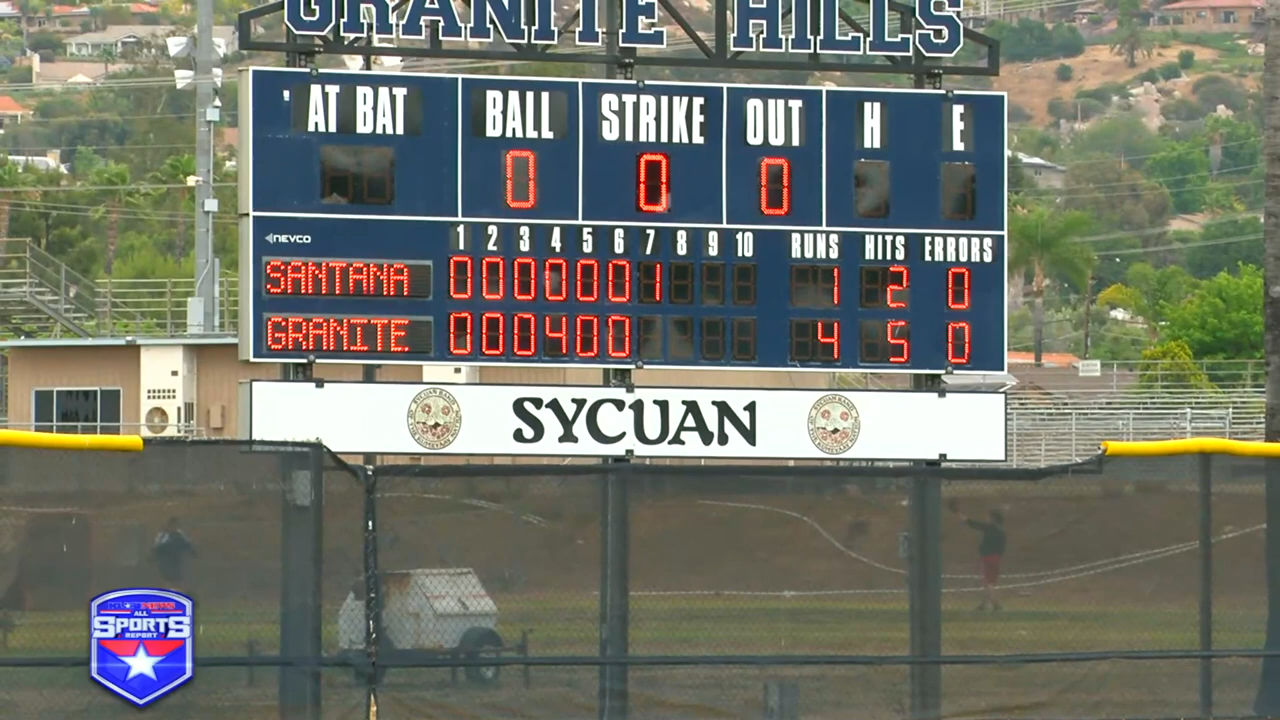 GRANITE HILLS
AT BAT BALL STRIKE OUT H E
0 0 0
NEVCO 1 2 3 4 5 6 7 8 9 10 RUNS HITS ERRORS
SANTANA 0 0 0 0 0 0 1 1 2 0
GRANITE 0 0 0 4 0 0 4 5 0
SYCUAN
ALL
SPORTS
REPORT